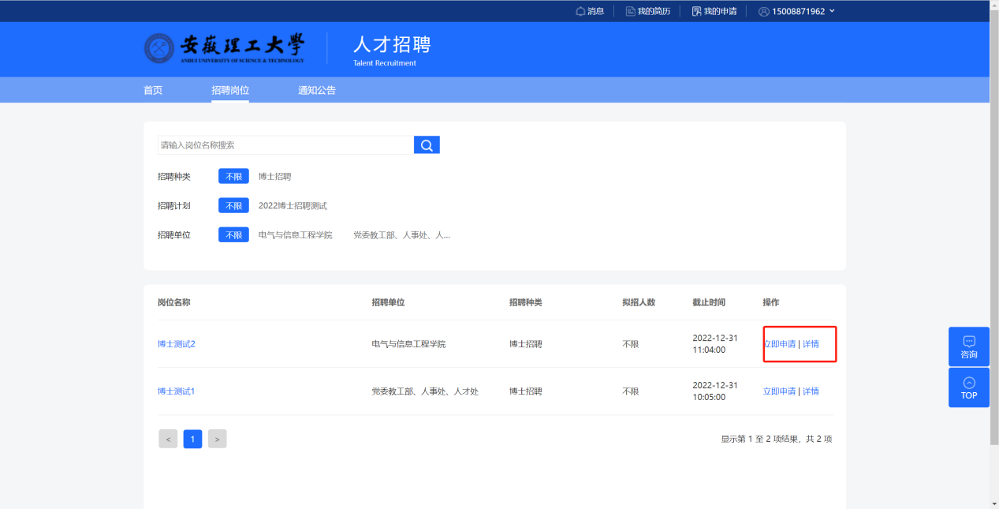 消息 我的简历 我的申请 15008871962
安徽理工大學 人才招聘
ANHUI UNIVERSITY OF SCIENCE & TECHNOLOGY Talent Recruitment
首页 招聘岗位 通知公告
请输入岗位名称搜索
招聘种类 不限 博士招聘
招聘计划 不限 2022博士招聘测试
招聘单位 不限 电气与信息工程学院 党委教工部、人事处、人...
岗位名称 招聘单位 招聘种类 拟招人数 截止时间 操作
博士测试2 电气与信息工程学院 博士招聘 不限 2022-12-31 11:04:00 立即申请 | 详情
博士测试1 党委教工部、人事处、人才处 博士招聘 不限 2022-12-31 10:05:00 立即申请 | 详情
< 1 > 显示第 1 至 2 项结果，共 2 项
咨询
TOP